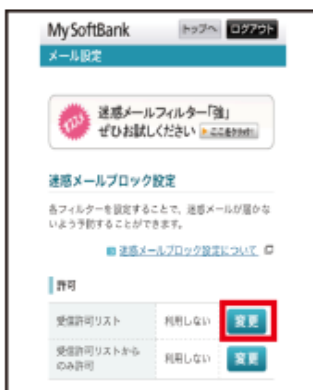 My SoftBank
トップへ
ログアウト
メール設定
迷惑メールフィルター「強」
ぜひお試しください
迷惑メールブロック設定
各フィルターを設定することで、迷惑メールが届かな
いよう予防することができます。
迷惑メールブロック設定について
許可
受信許可リスト
利用しない
変更
受信許可リストから
のみ許可
利用しない
変更